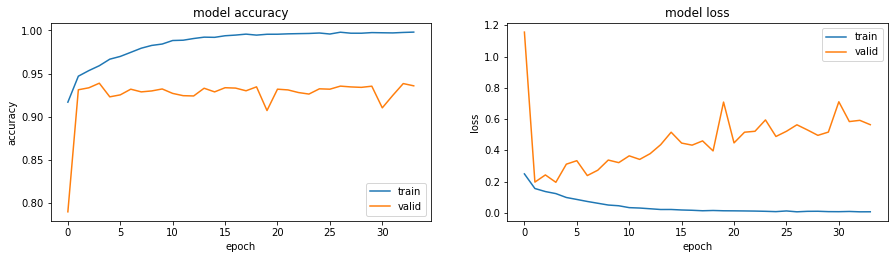 model accuracy
1.00
0.95
0.90
0.85
0.80
accuracy
0 5 10 15 20 25 30
epoch
train
valid
model loss
1.2
1.0
0.8
0.6
0.4
0.2
0.0
loss
0 5 10 15 20 25 30
epoch
train
valid